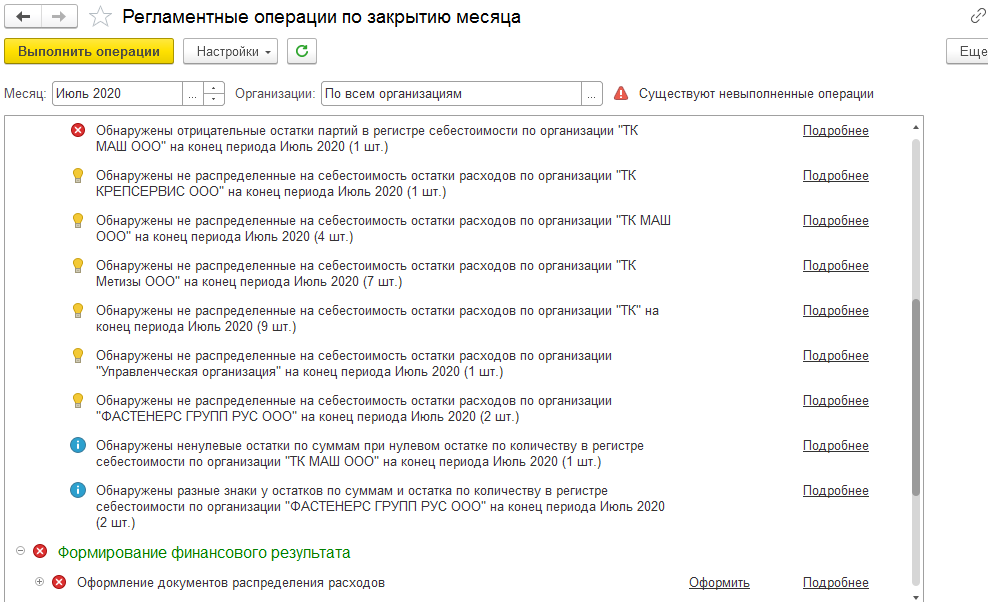 Регламентные операции по закрытию месяца
Выполнить операции Настройки Еще
Месяц: Июль 2020 ... Организации: По всем организациям ... Существуют невыполненные операции
Обнаружены отрицательные остатки партий в регистре себестоимости по организации "ТК Подробнее
МАШ ООО" на конец периода Июль 2020 (1 шт.)
Обнаружены не распределенные на себестоимость остатки расходов по организации "ТК Подробнее
КРЕПСЕРВИС ООО" на конец периода Июль 2020 (1 шт.)
Обнаружены не распределенные на себестоимость остатки расходов по организации "ТК МАШ Подробнее
ООО" на конец периода Июль 2020 (4 шт.)
Обнаружены не распределенные на себестоимость остатки расходов по организации "ТК Подробнее
Метизы ООО" на конец периода Июль 2020 (7 шт.)
Обнаружены не распределенные на себестоимость остатки расходов по организации "ТК" на Подробнее
конец периода Июль 2020 (9 шт.)
Обнаружены не распределенные на себестоимость остатки расходов по организации Подробнее
"Управленческая организация" на конец периода Июль 2020 (1 шт.)
Обнаружены не распределенные на себестоимость остатки расходов по организации Подробнее
"ФАСТЕНЕРС ГРУПП РУС ООО" на конец периода Июль 2020 (2 шт.)
Обнаружены ненулевые остатки по суммам при нулевом остатке по количеству в регистре Подробнее
себестоимости по организации "ТК МАШ ООО" на конец периода Июль 2020 (1 шт.)
Обнаружены разные знаки у остатков по суммам и остатка по количеству в регистре Подробнее
себестоимости по организации "ФАСТЕНЕРС ГРУПП РУС ООО" на конец периода Июль 2020
(2 шт.)
Формирование финансового результата
Оформление документов распределения расходов Оформить Подробнее